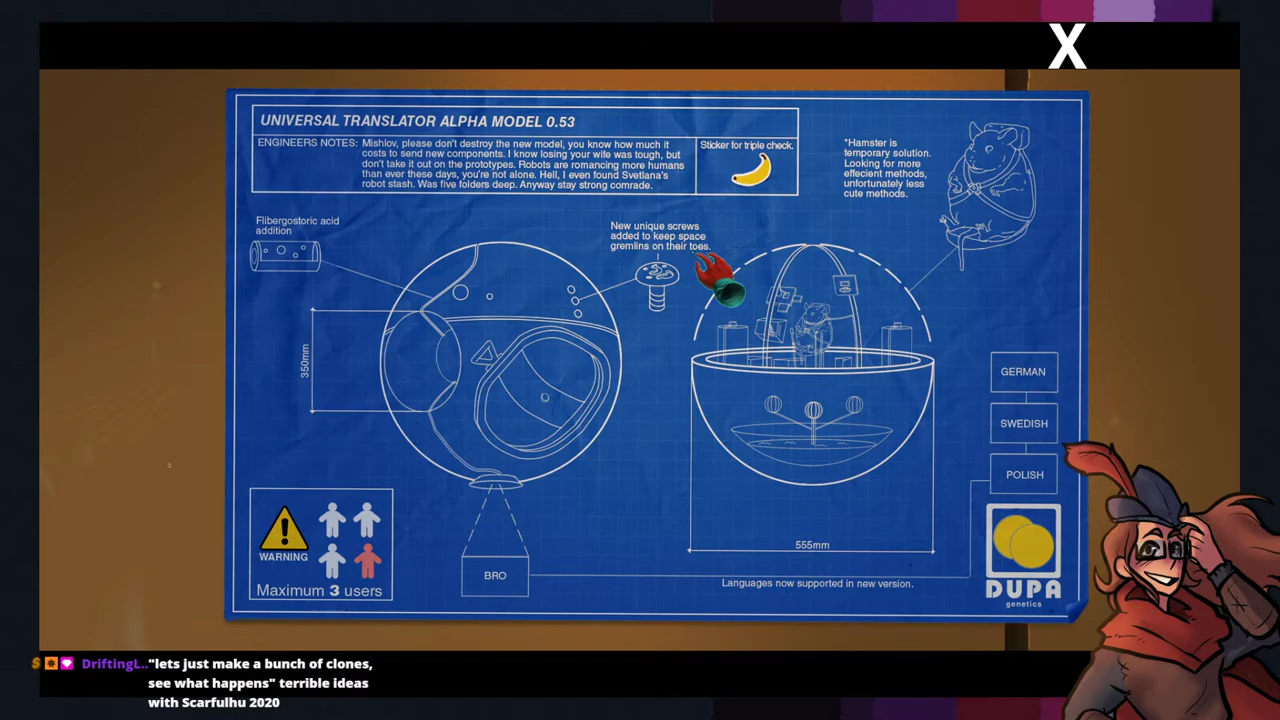 X
UNIVERSAL TRANSLATOR ALPHA MODEL 0.53
ENGINEERS NOTES:
Mishlov, please don't destroy the new model, you know how much it
costs to send new components. I know losing your wife was tough, but
don't take it out on the prototypes. Robots are romancing more humans
than ever these days, you're not alone. Hell, I even found Svetlana's
robot stash. Was five folders deep. Anyway stay strong comrade.
Sticker for triple check.
*Hamster is
temporary solution.
Looking for more
effecient methods,
unfortunately less
cute methods.
Flibergostoric acid
addition
New unique screws
added to keep space
gremlins on their toes.
350mm
GERMAN
SWEDISH
POLISH
555mm
WARNING
Maximum 3 users
BRO
Languages now supported in new version.
DUPA
genetics
DriftingL... "lets just make a bunch of clones,
see what happens" terrible ideas
with Scarfulhu 2020